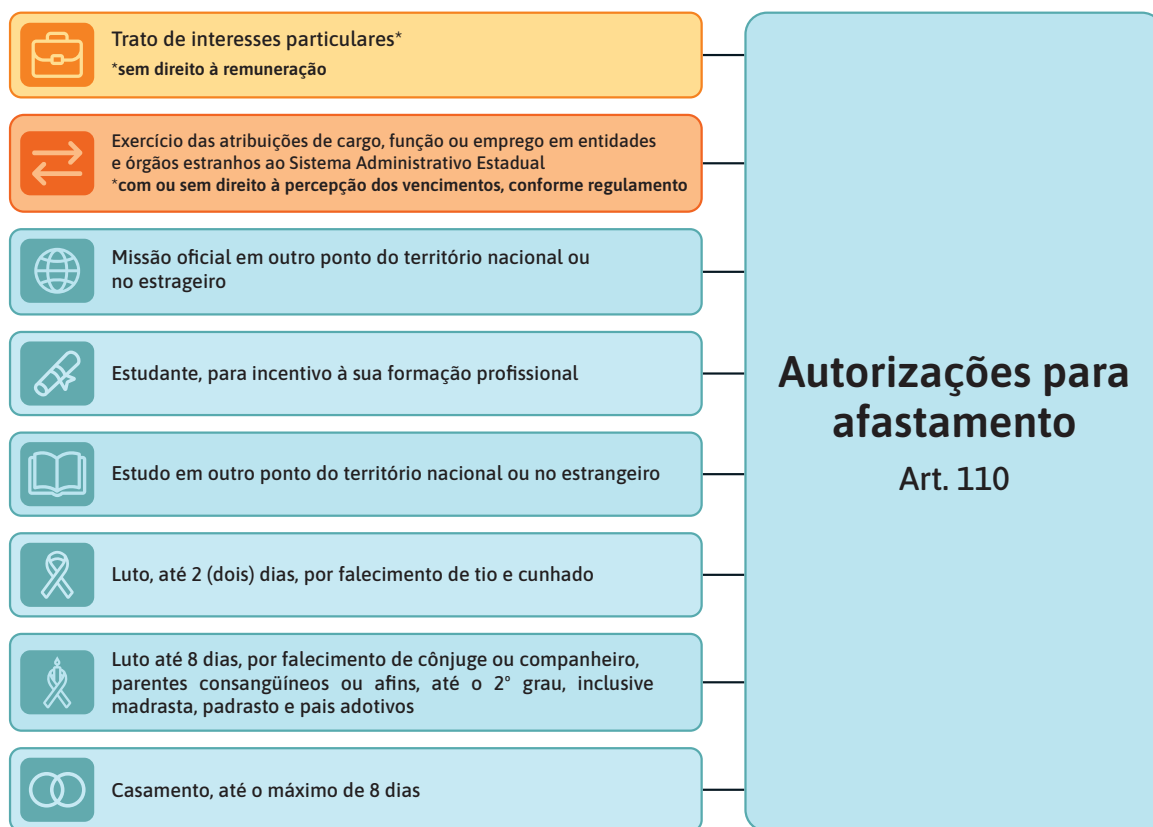 Trato de interesses particulares*
*sem direito à remuneração
Exercício das atribuições de cargo, função ou emprego em entidades
e órgãos estranhos ao Sistema Administrativo Estadual
*com ou sem direito à percepção dos vencimentos, conforme regulamento
Missão oficial em outro ponto do território nacional ou
no estrageiro
Estudante, para incentivo à sua formação profissional
Estudo em outro ponto do território nacional ou no estrangeiro
Luto, até 2 (dois) dias, por falecimento de tio e cunhado
Luto até 8 dias, por falecimento de cônjuge ou companheiro,
parentes consangüíneos ou afins, até o 2° grau, inclusive
madrasta, padrasto e pais adotivos
Casamento, até o máximo de 8 dias
Autorizações para
afastamento
Art. 110